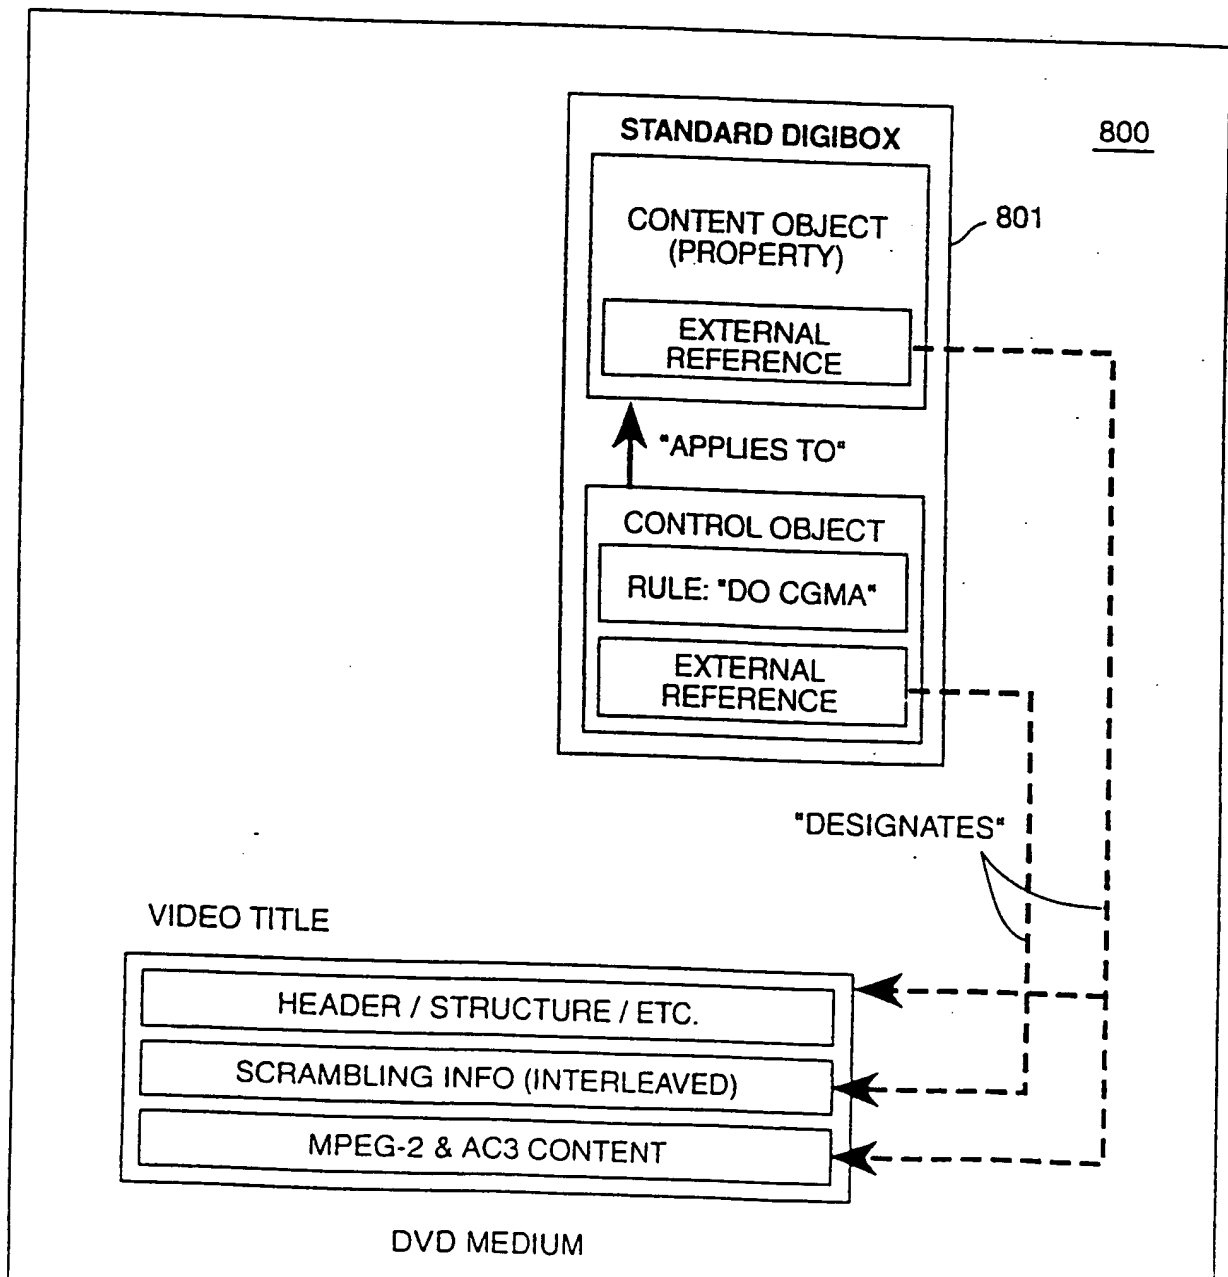 STANDARD DIGIBOX
800
CONTENT OBJECT
(PROPERTY)
801
EXTERNAL
REFERENCE
"APPLIES TO"
CONTROL OBJECT
RULE: "DO CGMA"
EXTERNAL
REFERENCE
"DESIGNATES"
VIDEO TITLE
HEADER / STRUCTURE / ETC.
SCRAMBLING INFO (INTERLEAVED)
MPEG-2 & AC3 CONTENT
DVD MEDIUM